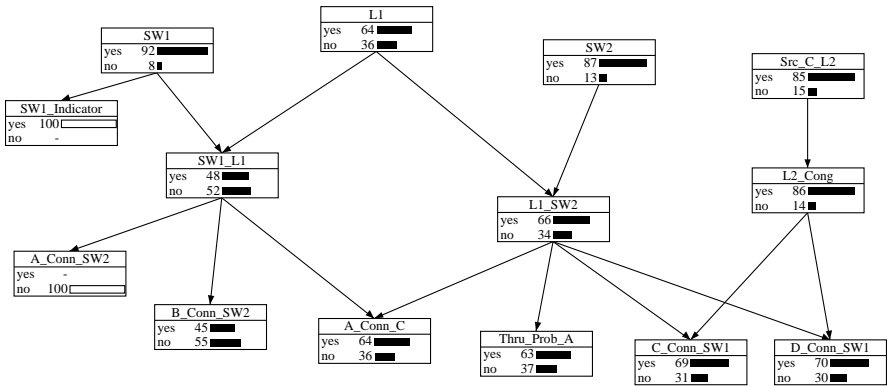 SW1
yes 92
no 8
L1
yes 64
no 36
SW2
yes 87
no 13
Src_C_L2
yes 85
no 15
SW1_Indicator
yes 100
no -
SW1_L1
yes 48
no 52
L1_SW2
yes 66
no 34
L2_Cong
yes 86
no 14
A_Conn_SW2
yes -
no 100
B_Conn_SW2
yes 45
no 55
A_Conn_C
yes 64
no 36
Thru_Prob_A
yes 63
no 37
C_Conn_SW1
yes 69
no 31
D_Conn_SW1
yes 70
no 30